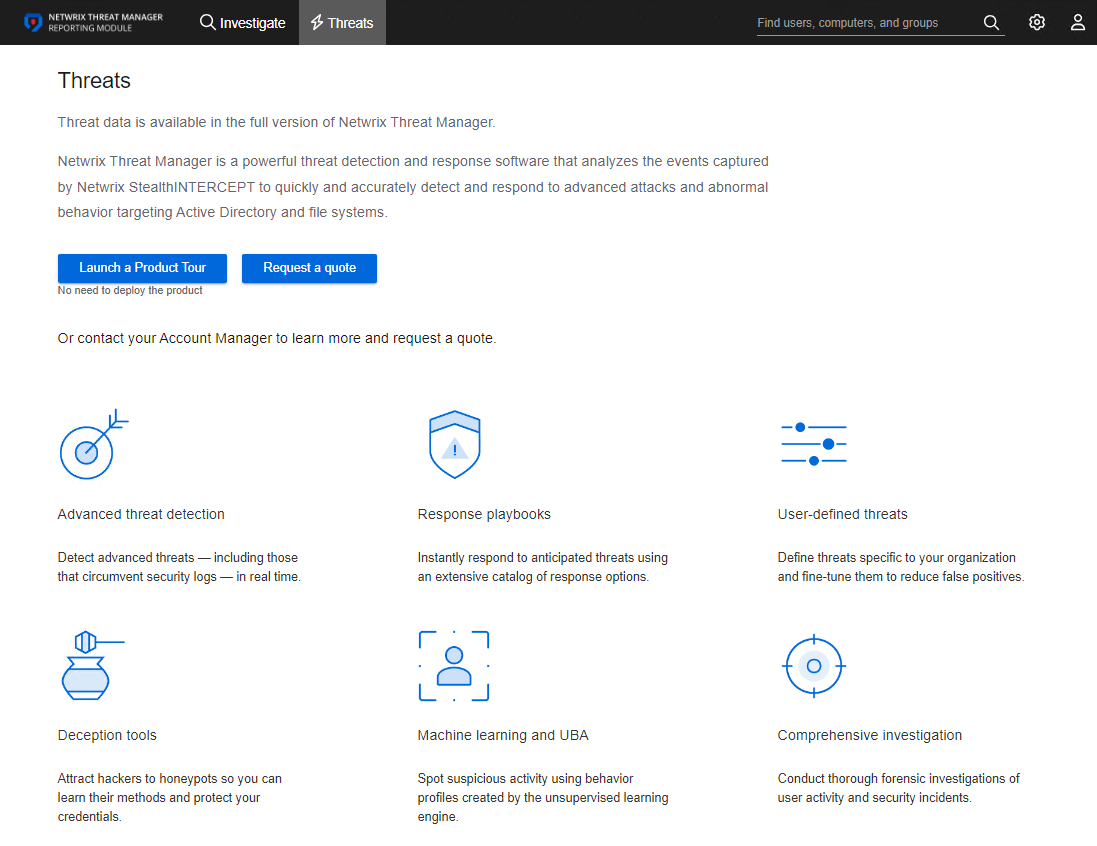 NETWRIX THREAT MANAGER
REPORTING MODULE
Investigate
Threats
Find users, computers, and groups
Threats
Threat data is available in the full version of Netwrix Threat Manager.
Netwrix Threat Manager is a powerful threat detection and response software that analyzes the events captured
by Netwrix StealthINTERCEPT to quickly and accurately detect and respond to advanced attacks and abnormal
behavior targeting Active Directory and file systems.
Launch a Product Tour
Request a quote
No need to deploy the product
Or contact your Account Manager to learn more and request a quote.
Advanced threat detection
Detect advanced threats — including those
that circumvent security logs — in real time.
Response playbooks
Instantly respond to anticipated threats using
an extensive catalog of response options.
User-defined threats
Define threats specific to your organization
and fine-tune them to reduce false positives.
Deception tools
Attract hackers to honeypots so you can
learn their methods and protect your
credentials.
Machine learning and UBA
Spot suspicious activity using behavior
profiles created by the unsupervised learning
engine.
Comprehensive investigation
Conduct thorough forensic investigations of
user activity and security incidents.